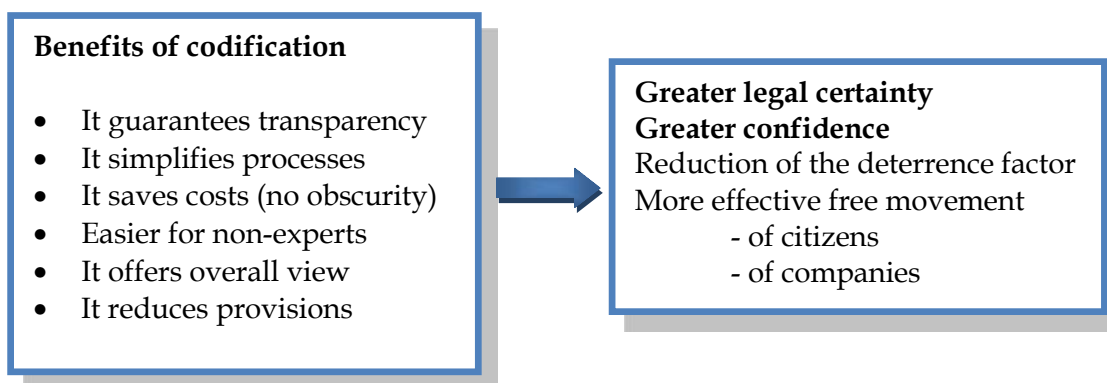 Benefits of codification
• It guarantees transparency
• It simplifies processes
• It saves costs (no obscurity)
• Easier for non-experts
• It offers overall view
• It reduces provisions
Greater legal certainty
Greater confidence
Reduction of the deterrence factor
More effective free movement
- of citizens
- of companies